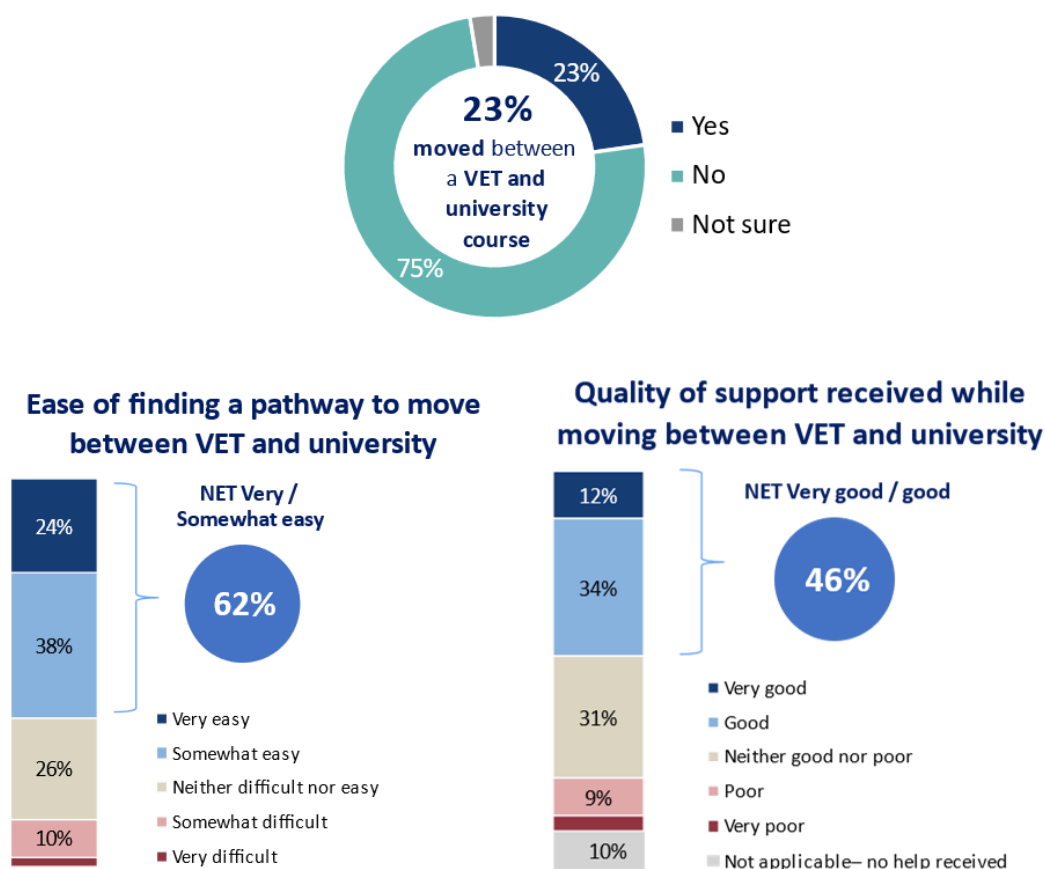 23%
23%
moved between
a VET and
university
course
75%
Yes
No
Not sure
Ease of finding a pathway to move
between VET and university
24%
38%
26%
10%
NET Very /
Somewhat easy
62%
Very easy
Somewhat easy
Neither difficult nor easy
Somewhat difficult
Very difficult
Quality of support received while
moving between VET and university
12%
34%
31%
9%
10%
NET Very good / good
46%
Very good
Good
Neither good nor poor
Poor
Very poor
Not applicable– no help received